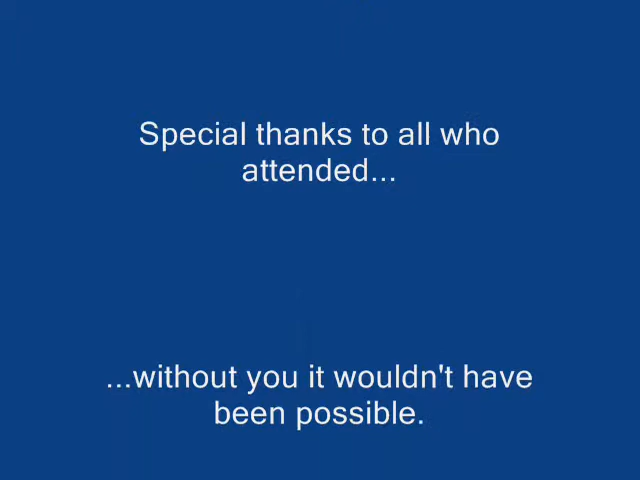 Special thanks to all who
attended...
...without you it wouldn't have
been possible.